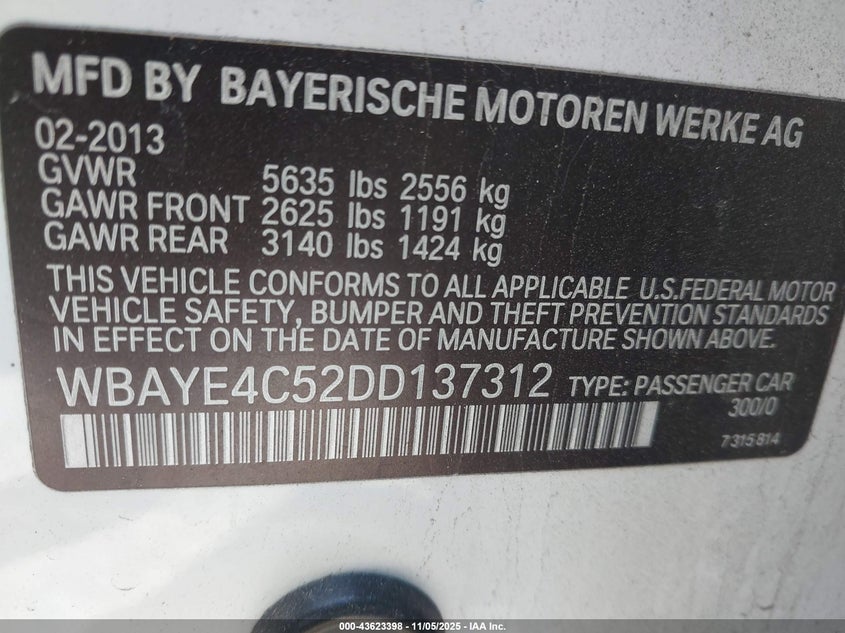 MFD BY BAYERISCHE MOTOREN WERKE AG
02-2013
GVWR 5635 lbs 2556 kg
GAWR FRONT 2625 lbs 1191 kg
GAWR REAR 3140 lbs 1424 kg
THIS VEHICLE CONFORMS TO ALL APPLICABLE U.S.FEDERAL MOTOR
VEHICLE SAFETY, BUMPER AND THEFT PREVENTION STANDARDS
IN EFFECT ON THE DATE OF MANUFACTURE SHOWN ABOVE.
WBAYE4C52DD137312 TYPE: PASSENGER CAR
300/0
7 315 814
000-43623398 - 11/05/2025 - IAA Inc.